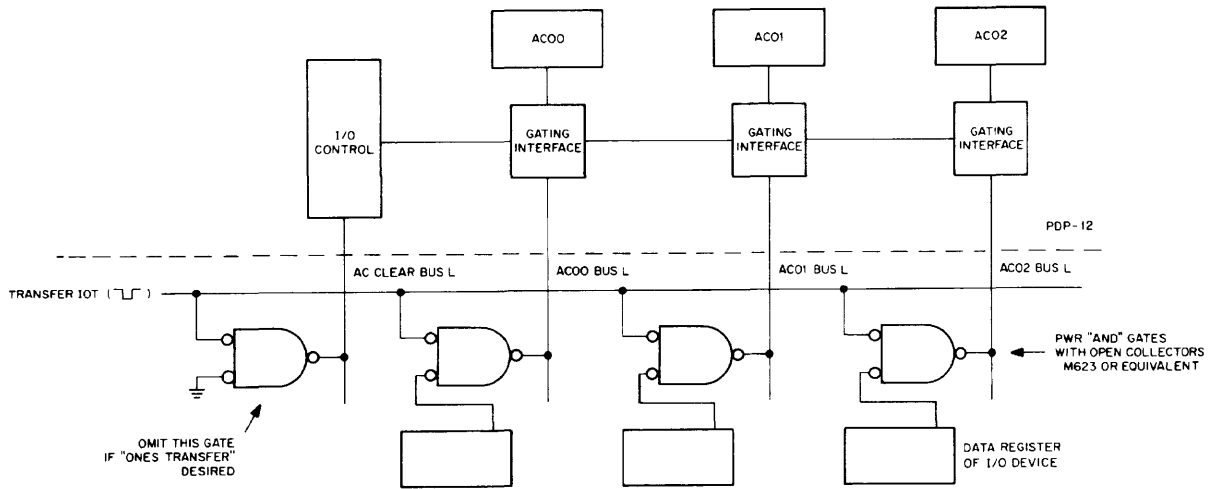 AC00
AC01
AC02
I/O
CONTROL
GATING
INTERFACE
GATING
INTERFACE
GATING
INTERFACE
PDP-12
AC CLEAR BUS L
AC00 BUS L
AC01 BUS L
AC02 BUS L
TRANSFER IOT ( )
PWR "AND" GATES
WITH OPEN COLLECTORS
M623 OR EQUIVALENT
OMIT THIS GATE
IF "ONES TRANSFER"
DESIRED
DATA REGISTER
OF I/O DEVICE